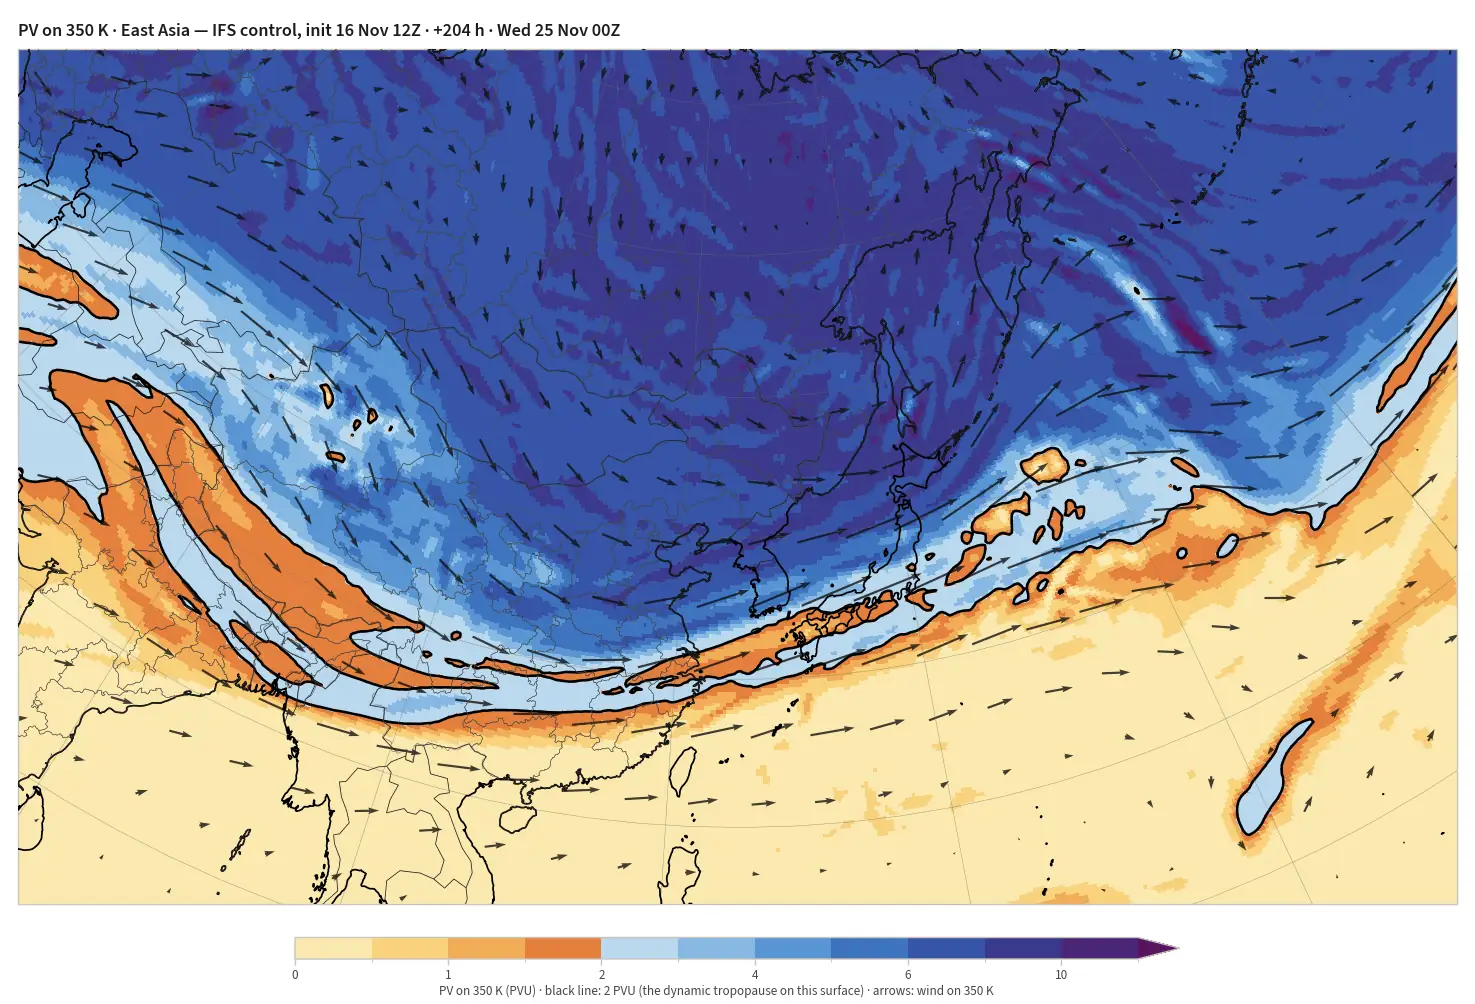 PV on 350 K · East Asia — IFS control, init 16 Nov 12Z · +204 h · Wed 25 Nov 00Z
0 1 2 4 6 10
PV on 350 K (PVU) · black line: 2 PVU (the dynamic tropopause on this surface) · arrows: wind on 350 K